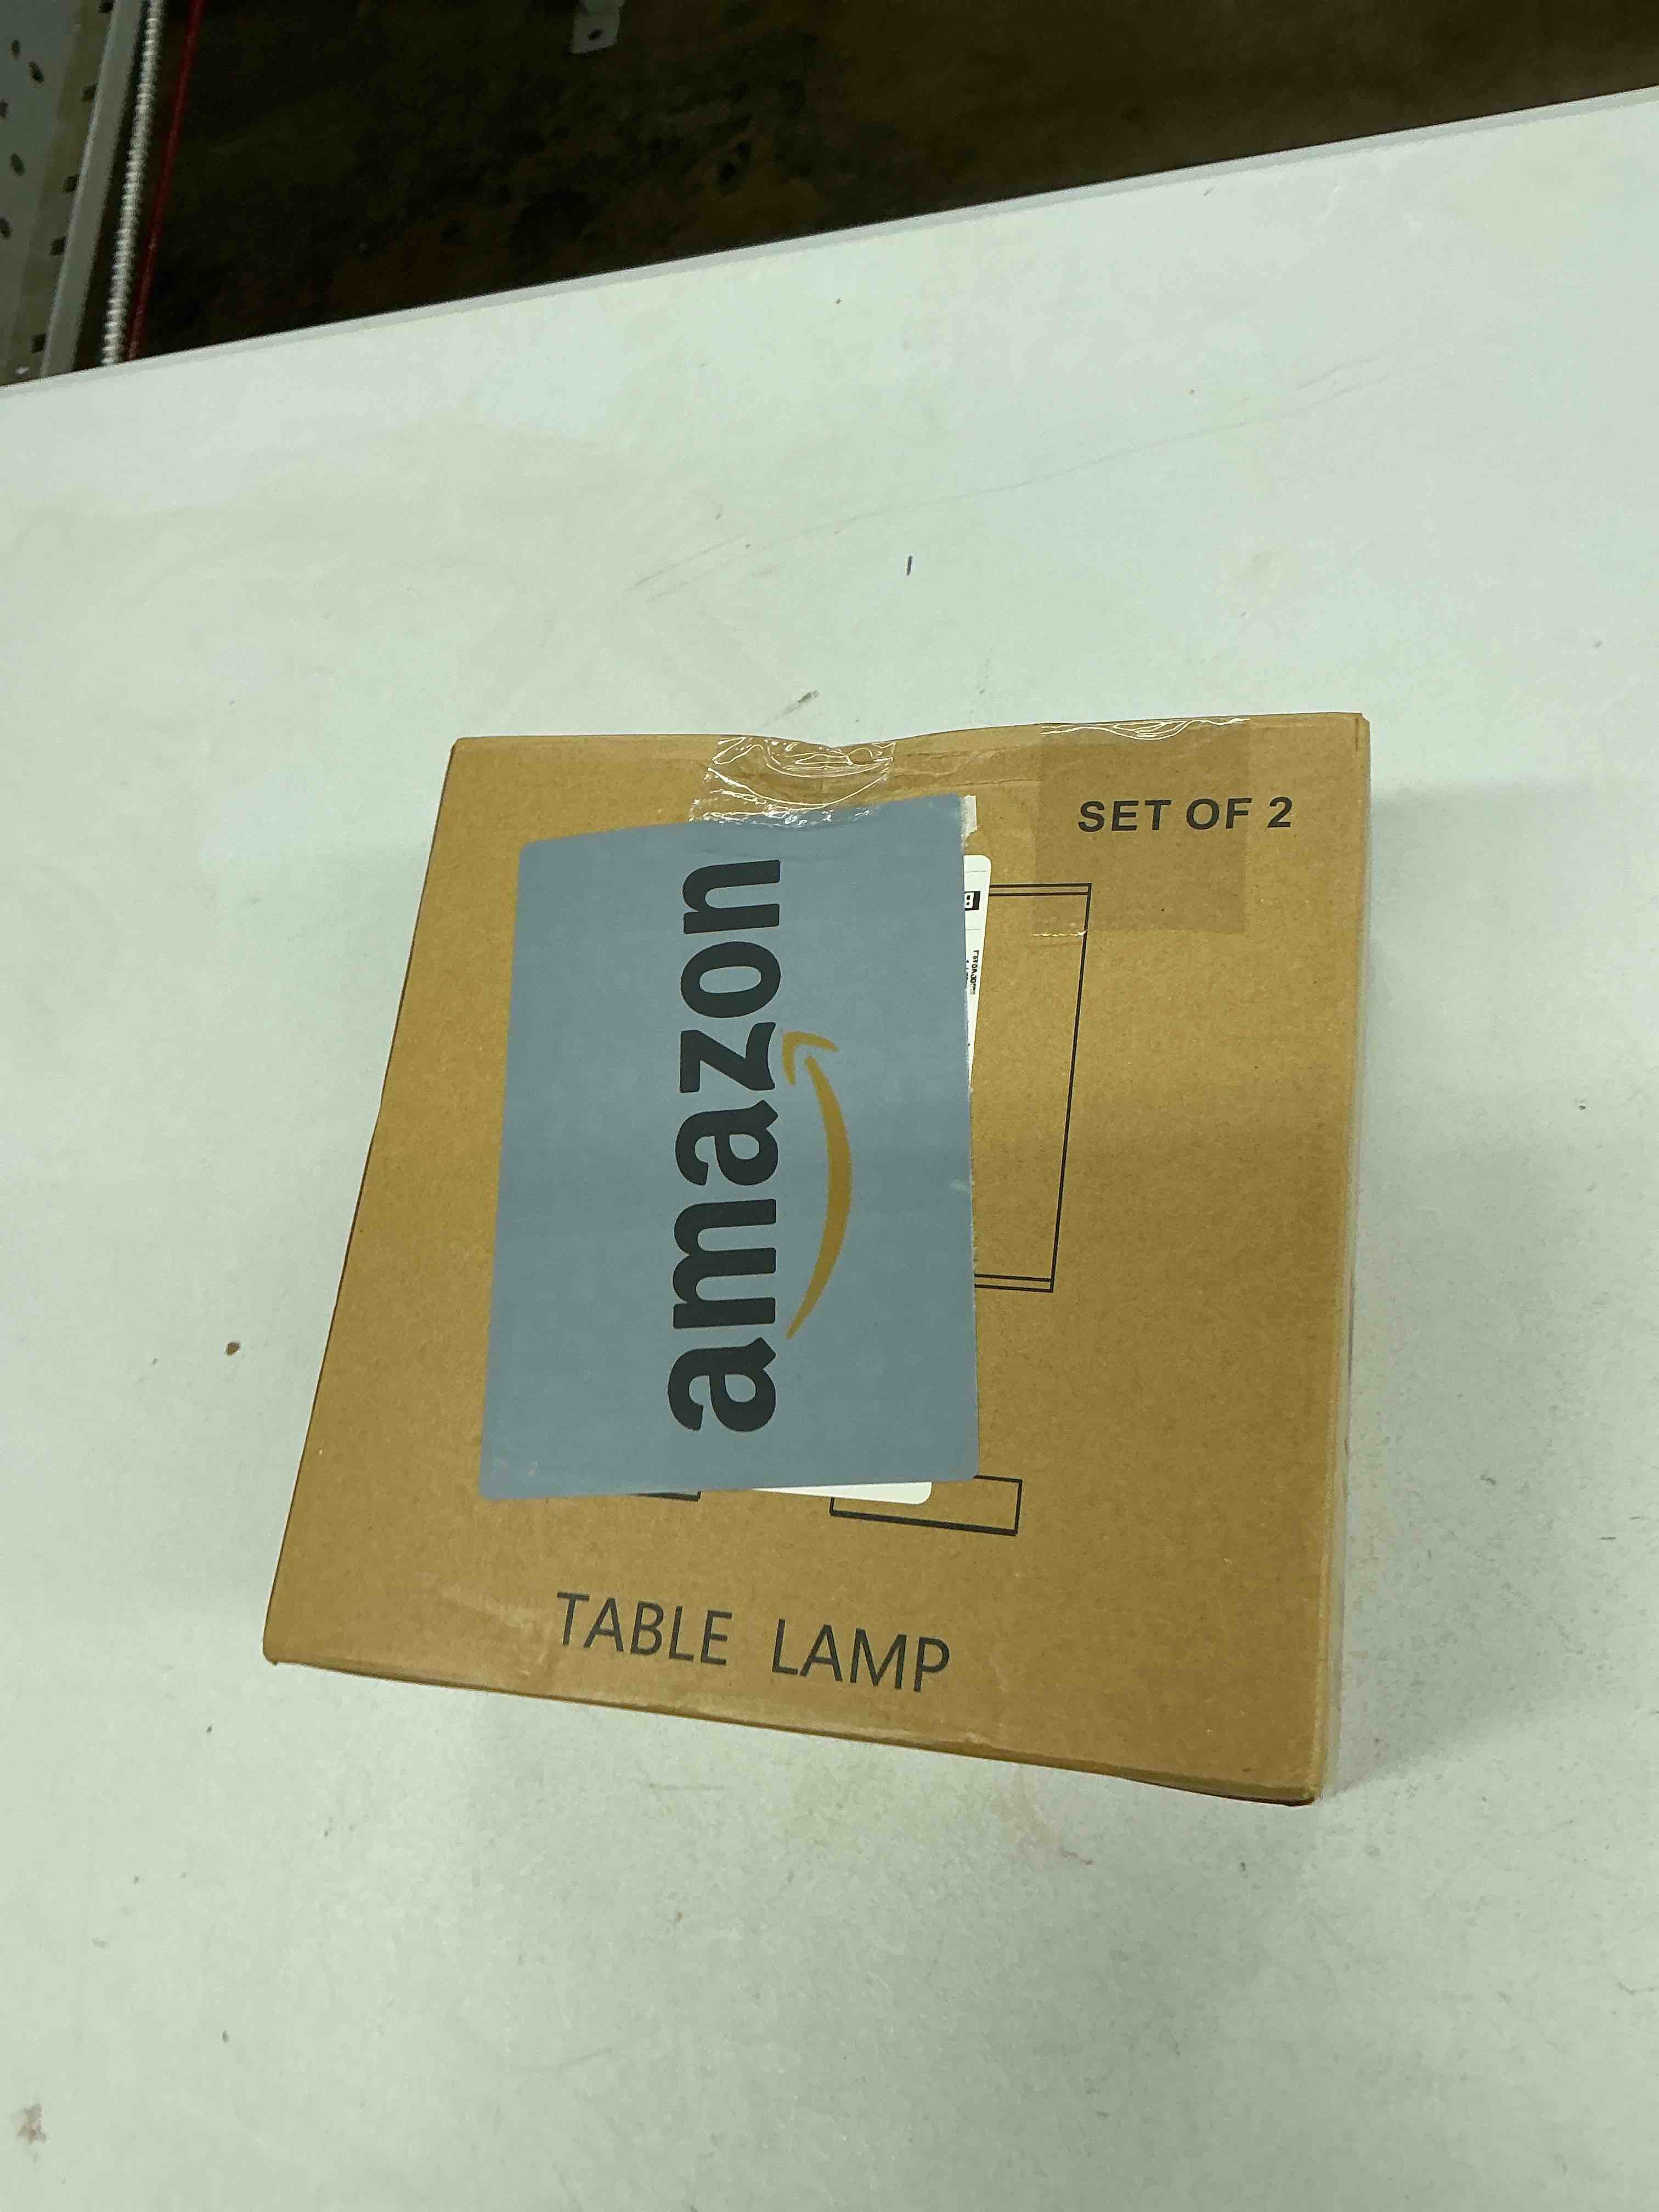 SET OF 2
amazon
TABLE LAMP